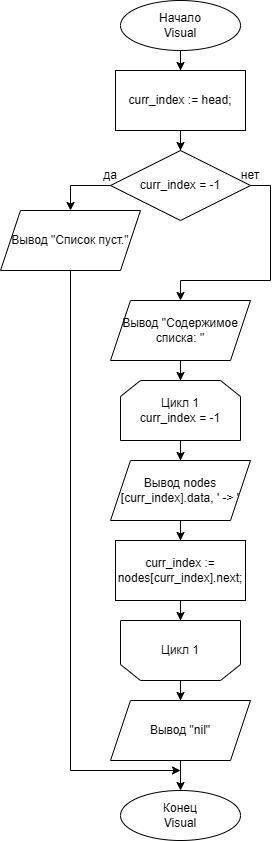 Начало
Visual
curr_index := head;
да
нет
curr_index = -1
Вывод "Список пуст."
Вывод "Содержимое
списка: "
Цикл 1
curr_index = -1
Вывод nodes
[curr_index].data, ' -> '
curr_index :=
nodes[curr_index].next;
Цикл 1
Вывод "nil"
Конец
Visual